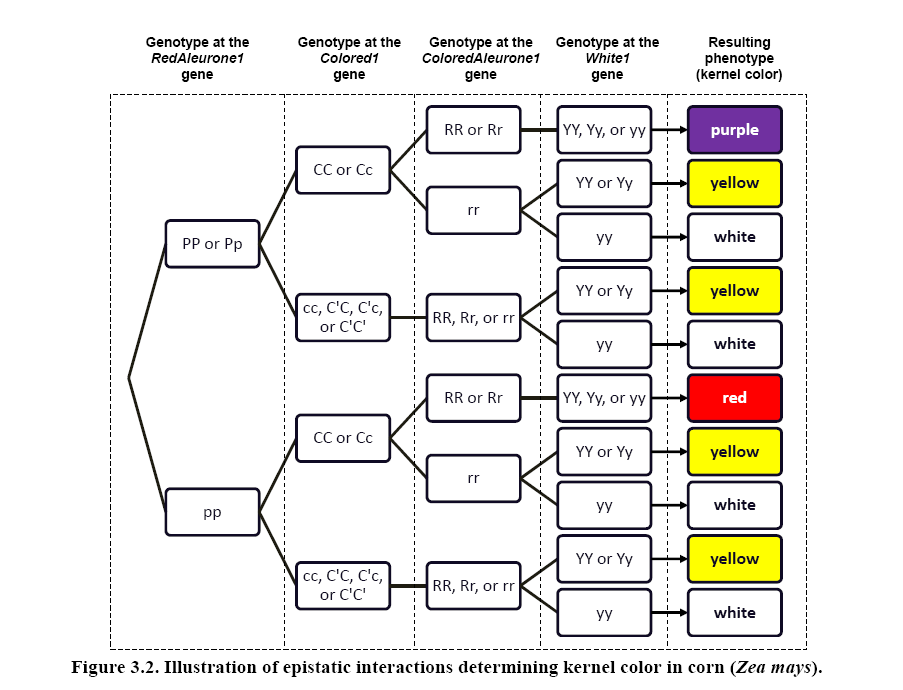 Genotype at the
RedAleurone1
gene
Genotype at the
Colored1
gene
Genotype at the
ColoredAleurone1
gene
Genotype at the
White1
gene
Resulting
phenotype
(kernel color)
PP or Pp
CC or Cc
RR or Rr
YY, Yy, or yy
purple
rr
YY or Yy
yellow
yy
white
cc, C'C, C'c,
or C'C'
RR, Rr, or rr
YY or Yy
yellow
yy
white
pp
CC or Cc
RR or Rr
YY, Yy, or yy
red
rr
YY or Yy
yellow
yy
white
cc, C'C, C'c,
or C'C'
RR, Rr, or rr
YY or Yy
yellow
yy
white
Figure 3.2. Illustration of epistatic interactions determining kernel color in corn (Zea mays).